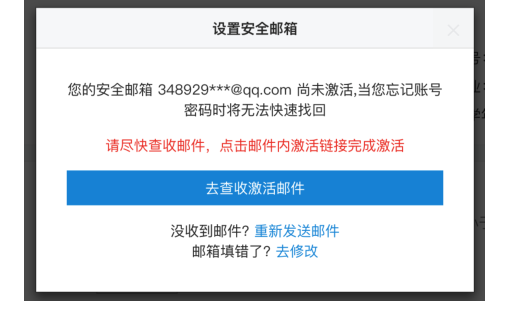 设置安全邮箱
您的安全邮箱 348929***@qq.com 尚未激活,当您忘记账号
密码时将无法快速找回
请尽快查收邮件，点击邮件内激活链接完成激活
去查收激活邮件
没收到邮件? 重新发送邮件
邮箱填错了? 去修改